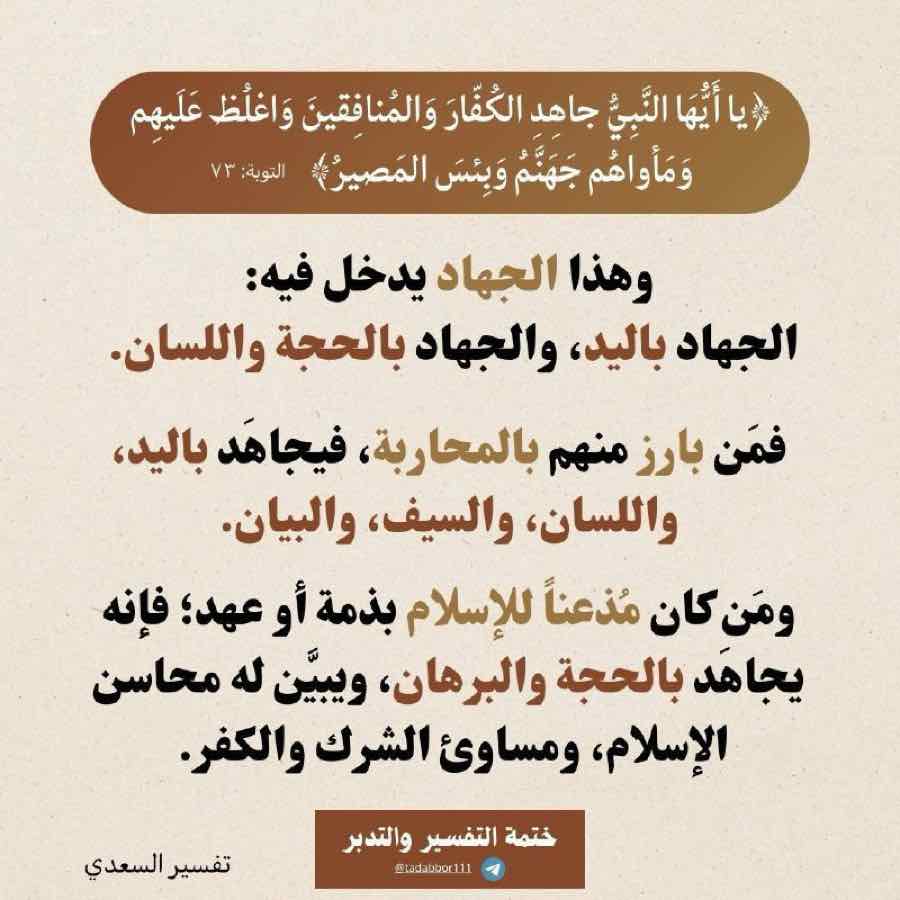 ﴿يا أَيُّهَا النَّبِيُّ جاهِدِ الكُفّارَ وَالمُنافِقينَ وَاغلُظ عَلَيهِم
وَمَأواهُم جَهَنَّمُ وَبِئسَ المَصيرُ﴾ التوبة: ٧٣
وهذا الجهاد يدخل فيه:
الجهاد باليد، والجهاد بالحجة واللسان.
فمَن بارز منهم بالمحاربة، فيجاهَد باليد،
واللسان، والسيف، والبيان.
ومَن كان مُذعناً للإسلام بذمة أو عهد؛ فإنه
يجاهَد بالحجة والبرهان، ويبيَّن له محاسن
الإسلام، ومساوئ الشرك والكفر.
ختمة التفسير والتدبر
@tadabbor111
تفسير السعدي